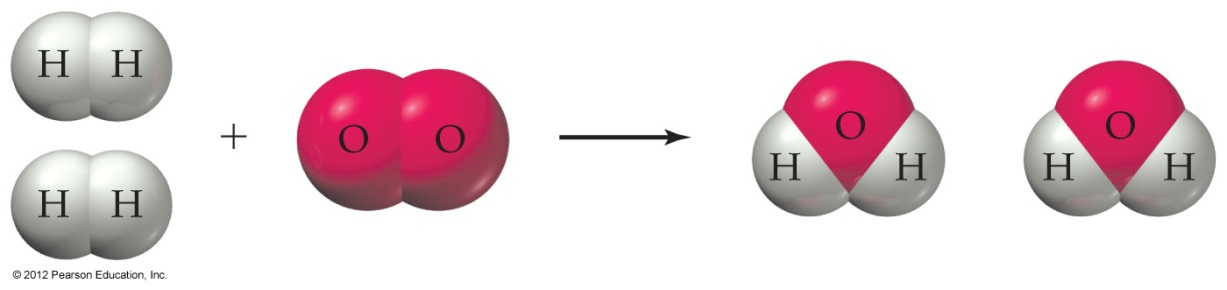 H H
H H
+
O O
O
H H
O
H H
© 2012 Pearson Education, Inc.